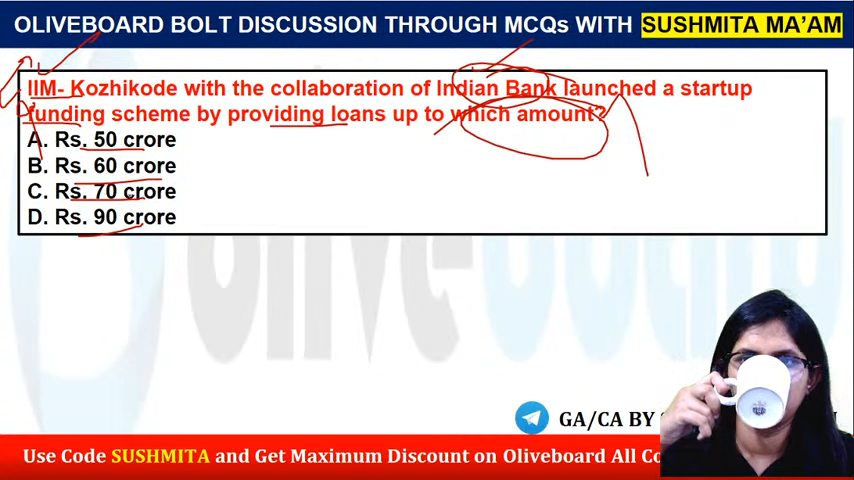 OLIVEBOARD BOLT DISCUSSION THROUGH MCQs WITH SUSHMITA MA'AM
IIM- Kozhikode with the collaboration of Indian Bank launched a startup
funding scheme by providing loans up to which amount?
A. Rs. 50 crore
B. Rs. 60 crore
C. Rs. 70 crore
D. Rs. 90 crore
oliveboard
GA/CA BY
Use Code SUSHMITA and Get Maximum Discount on Oliveboard All